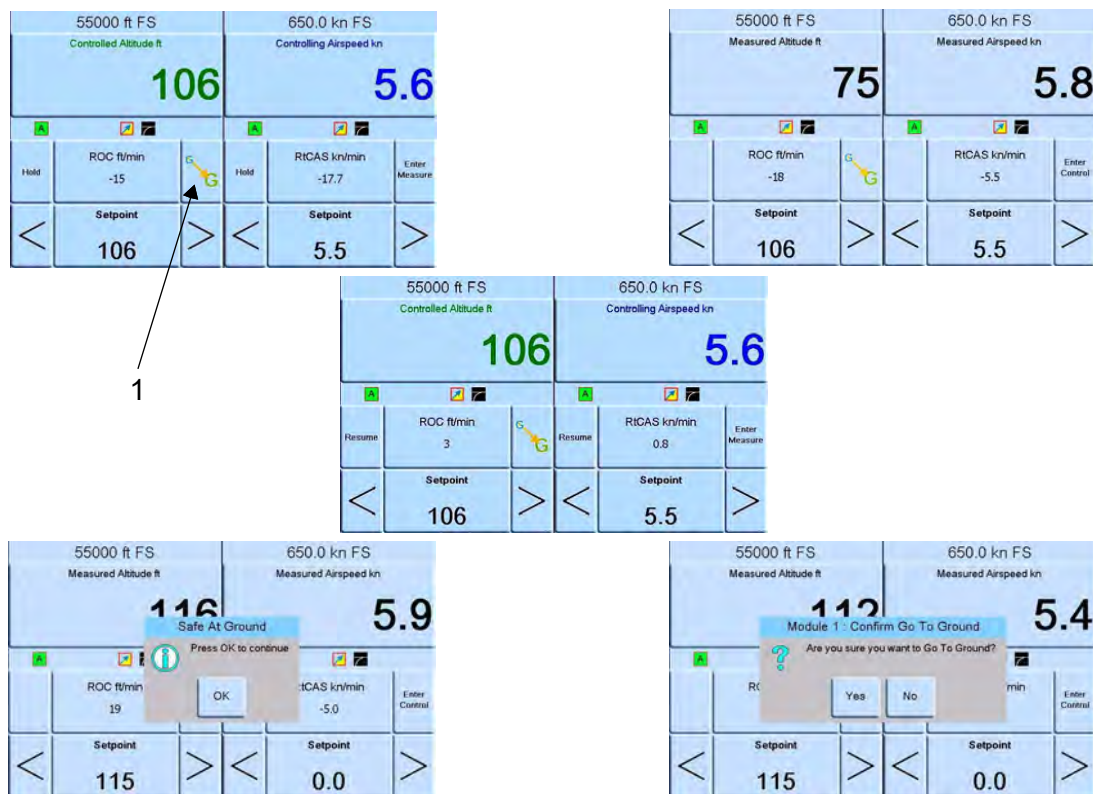 55000 ft FS 650.0 kn FS
Controlled Altitude ft Controlling Airspeed kn
106 5.6
A A
Hold ROC ft/min G G Hold RtCAS kn/min Enter Measure
-15 -17.7
Setpoint Setpoint
< 106 > < 5.5 >
55000 ft FS 650.0 kn FS
Measured Altitude ft Measured Airspeed kn
75 5.8
A A
ROC ft/min G G RtCAS kn/min Enter Control
-18 -5.5
Setpoint Setpoint
< 106 > < 5.5 >
1
55000 ft FS 650.0 kn FS
Controlled Altitude ft Controlling Airspeed kn
106 5.6
A A
Resume ROC ft/min G G Resume RtCAS kn/min Enter Measure
3 0.8
Setpoint Setpoint
< 106 > < 5.5 >
55000 ft FS 650.0 kn FS
Measured Altitude ft Measured Airspeed kn
116 5.9
Safe At Ground
A Press OK to continue
ROC ft/min OK tCAS kn/min Enter Control
19 -5.0
Setpoint Setpoint
< 115 > < 0.0 >
55000 ft FS 650.0 kn FS
Measured Altitude ft Measured Airspeed kn
112 5.4
Module 1 : Confirm Go To Ground
A ? Are you sure you want to Go To Ground?
Yes No min Enter Control
Setpoint Setpoint
< 115 > < 0.0 >